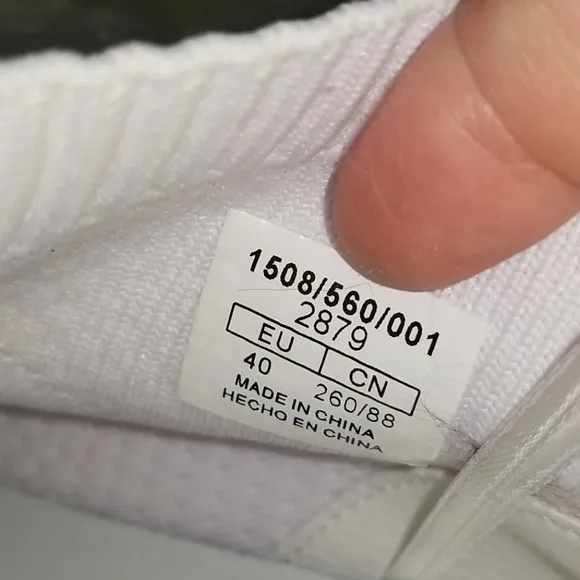 1508/560/001
2879
EU CN
40 260/88
MADE IN CHINA
HECHO EN CHINA